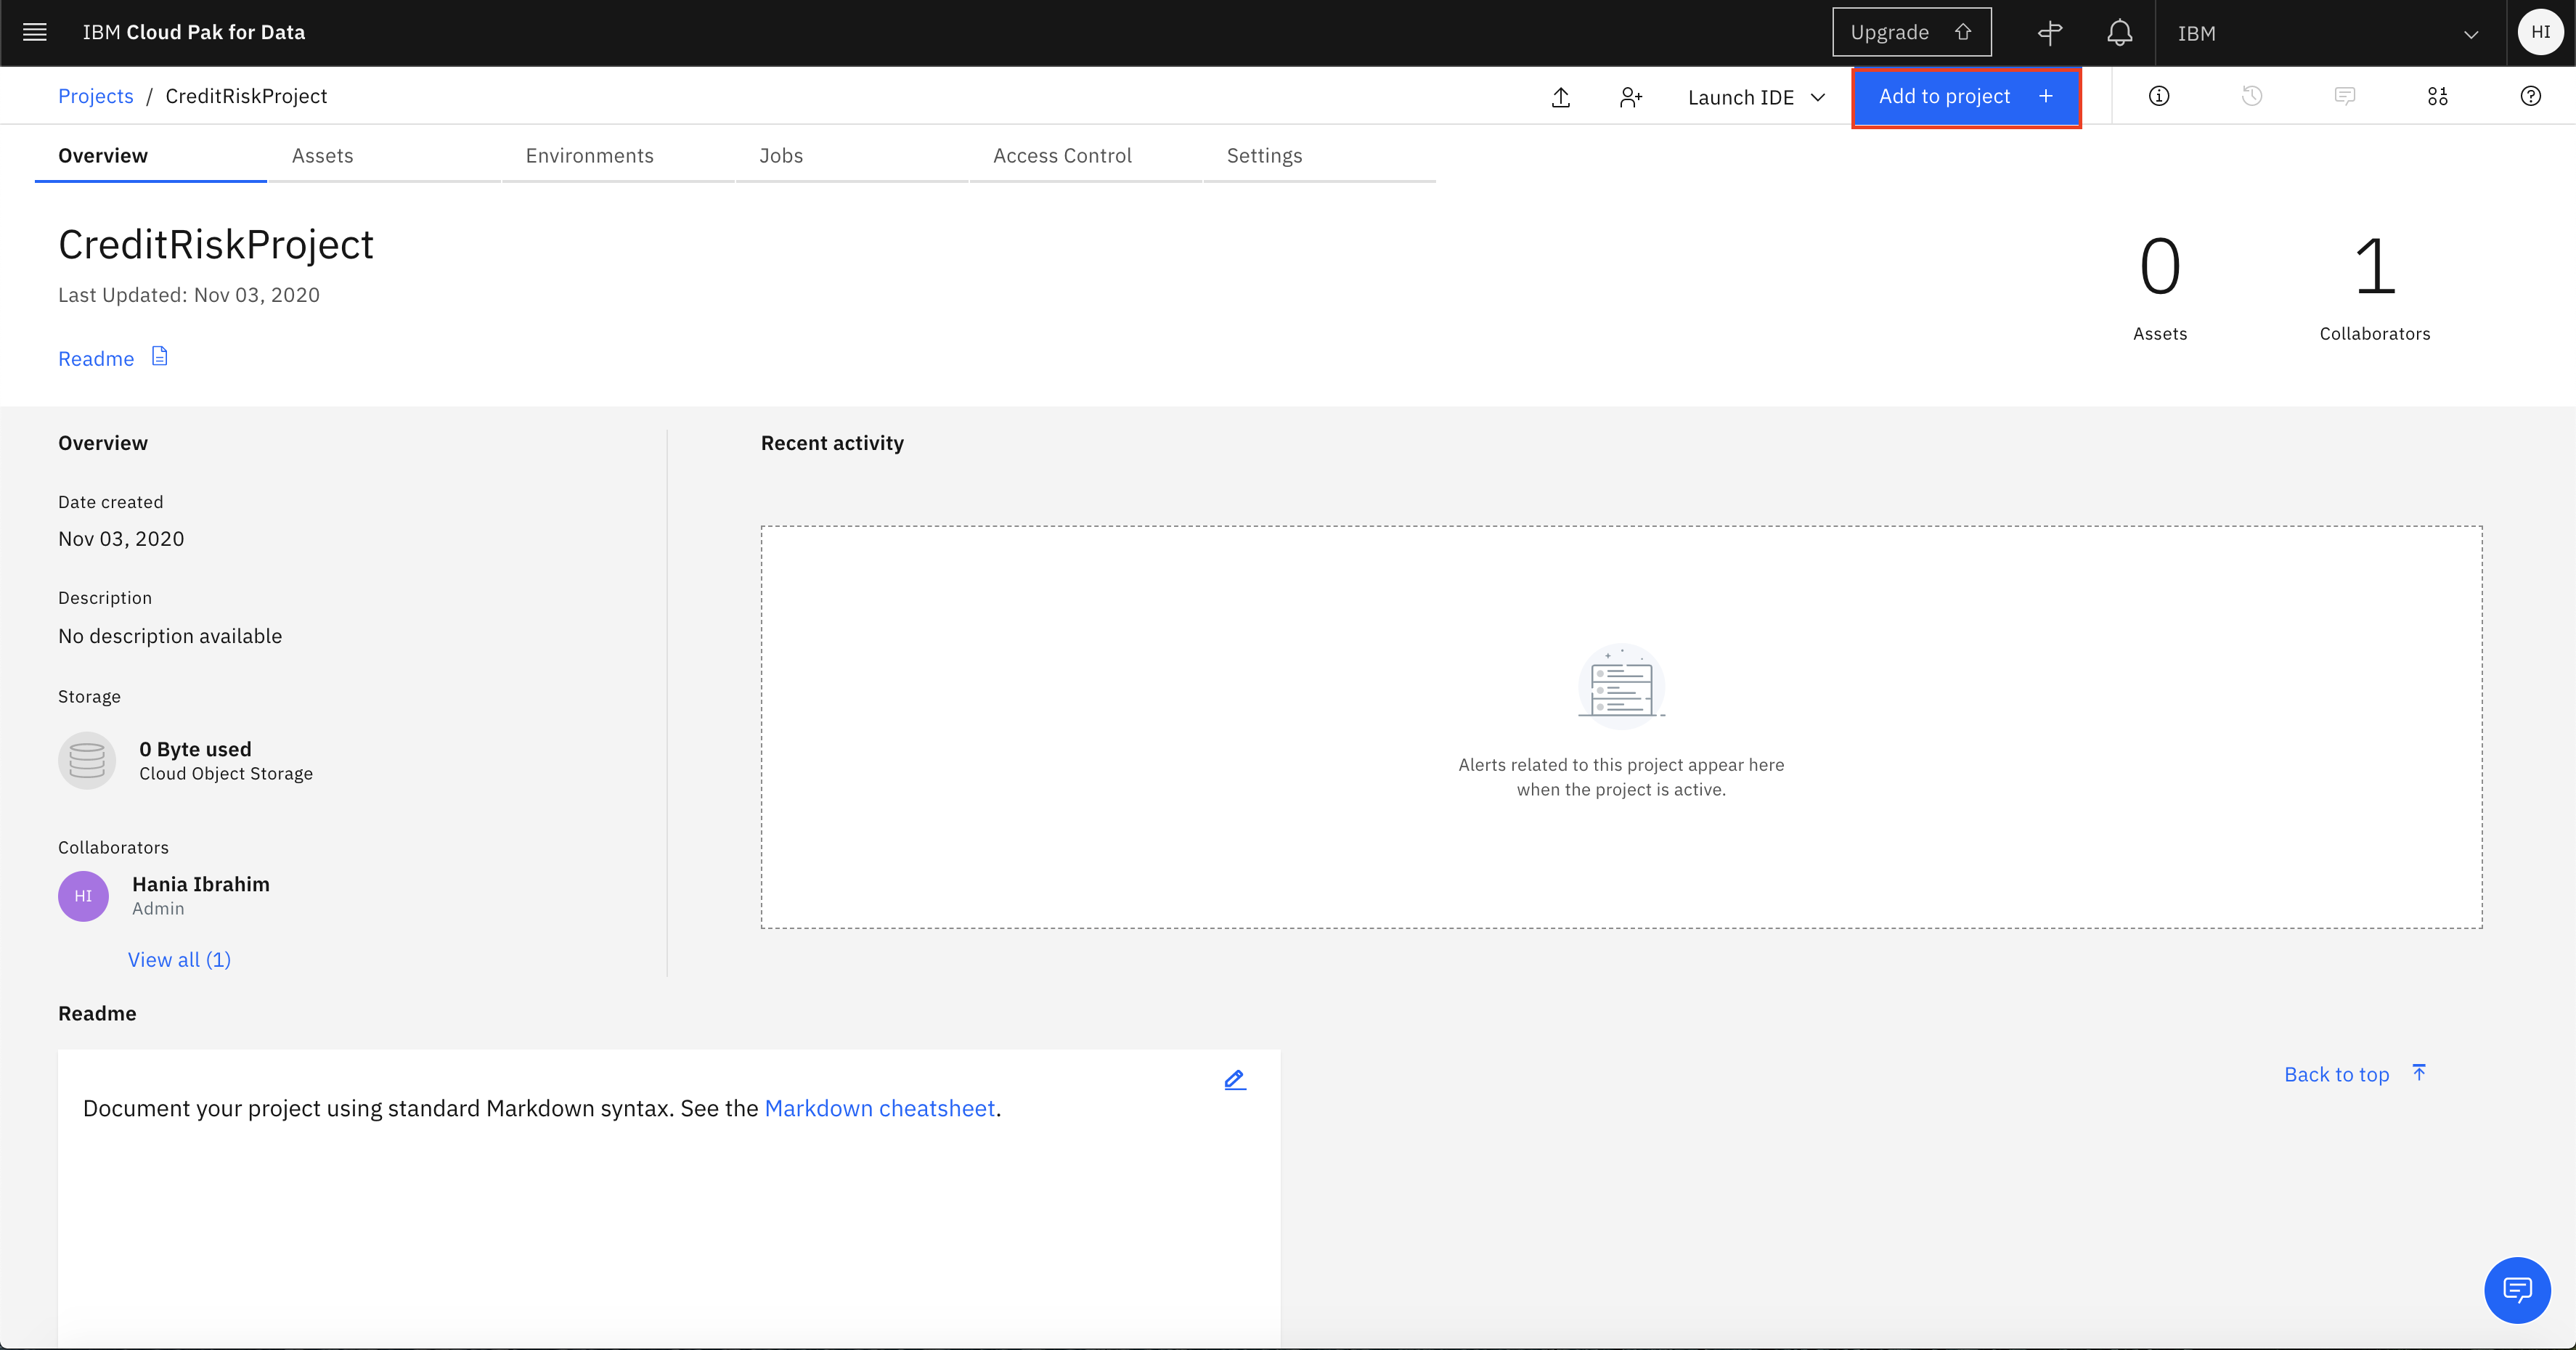 IBM Cloud Pak for Data
Upgrade
IBM
HI
Projects / CreditRiskProject
Launch IDE
Add to project +
Overview
Assets
Environments
Jobs
Access Control
Settings
CreditRiskProject
Last Updated: Nov 03, 2020
Readme
0
Assets
1
Collaborators
Overview
Date created
Nov 03, 2020
Description
No description available
Storage
0 Byte used
Cloud Object Storage
Collaborators
HI
Hania Ibrahim
Admin
View all (1)
Recent activity
Alerts related to this project appear here
when the project is active.
Readme
Document your project using standard Markdown syntax. See the Markdown cheatsheet.
Back to top